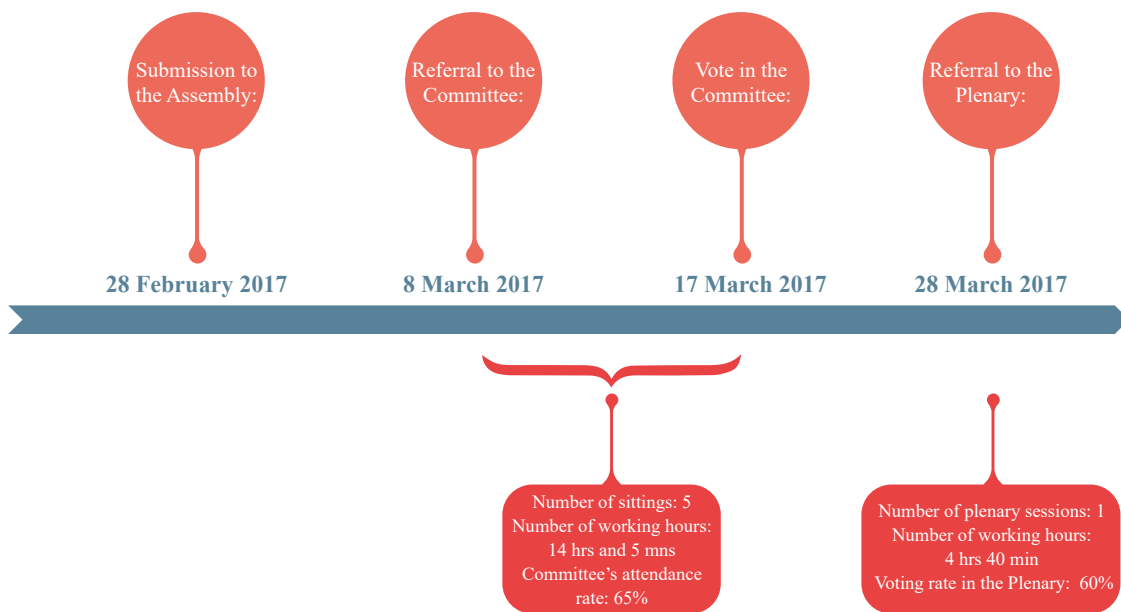 Submission to
the Assembly:
Referral to the
Committee:
Vote in the
Committee:
Referral to the
Plenary:
28 February 2017
8 March 2017
17 March 2017
28 March 2017
Number of sittings: 5
Number of working hours:
14 hrs and 5 mns
Committee's attendance
rate: 65%
Number of plenary sessions: 1
Number of working hours:
4 hrs 40 min
Voting rate in the Plenary:  60%